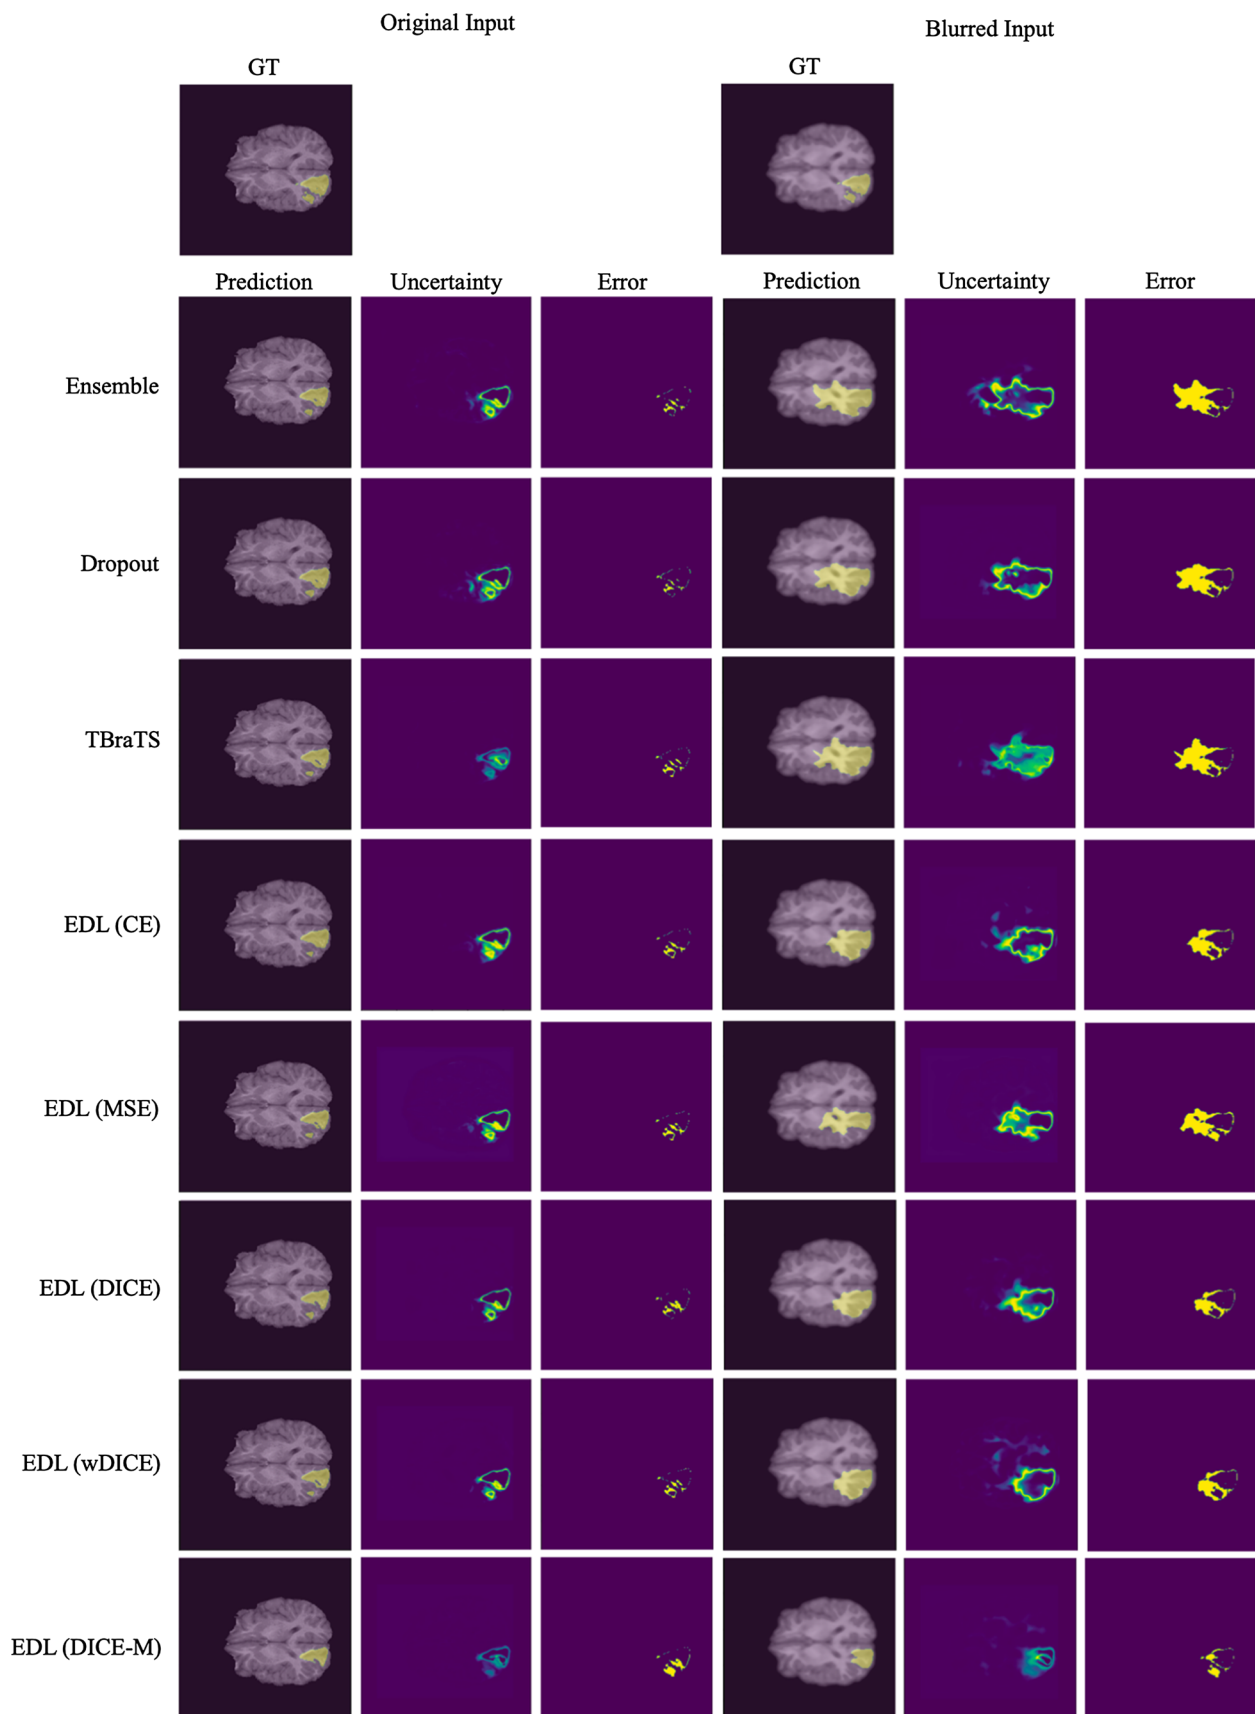 Original Input
Blurred Input
GT
GT
Prediction Uncertainty Error Prediction Uncertainty Error
Ensemble
Dropout
TBraTS
EDL (CE)
EDL (MSE)
EDL (DICE)
EDL (wDICE)
EDL (DICE-M)